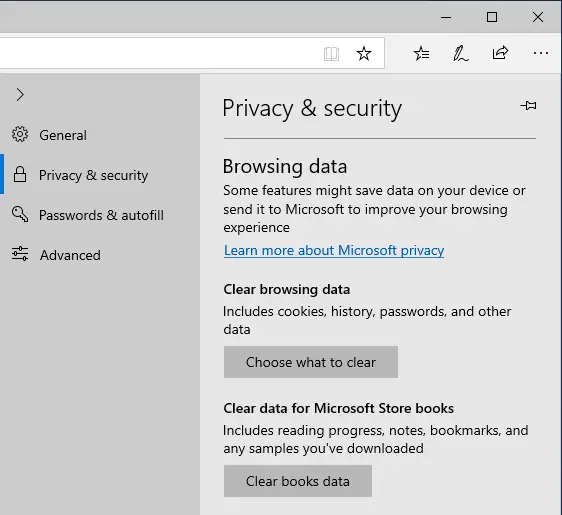 General
Privacy & security
Passwords & autofill
Advanced
Privacy & security
Browsing data
Some features might save data on your device or
send it to Microsoft to improve your browsing
experience
Learn more about Microsoft privacy
Clear browsing data
Includes cookies, history, passwords, and other
data
Choose what to clear
Clear data for Microsoft Store books
Includes reading progress, notes, bookmarks, and
any samples you've downloaded
Clear books data